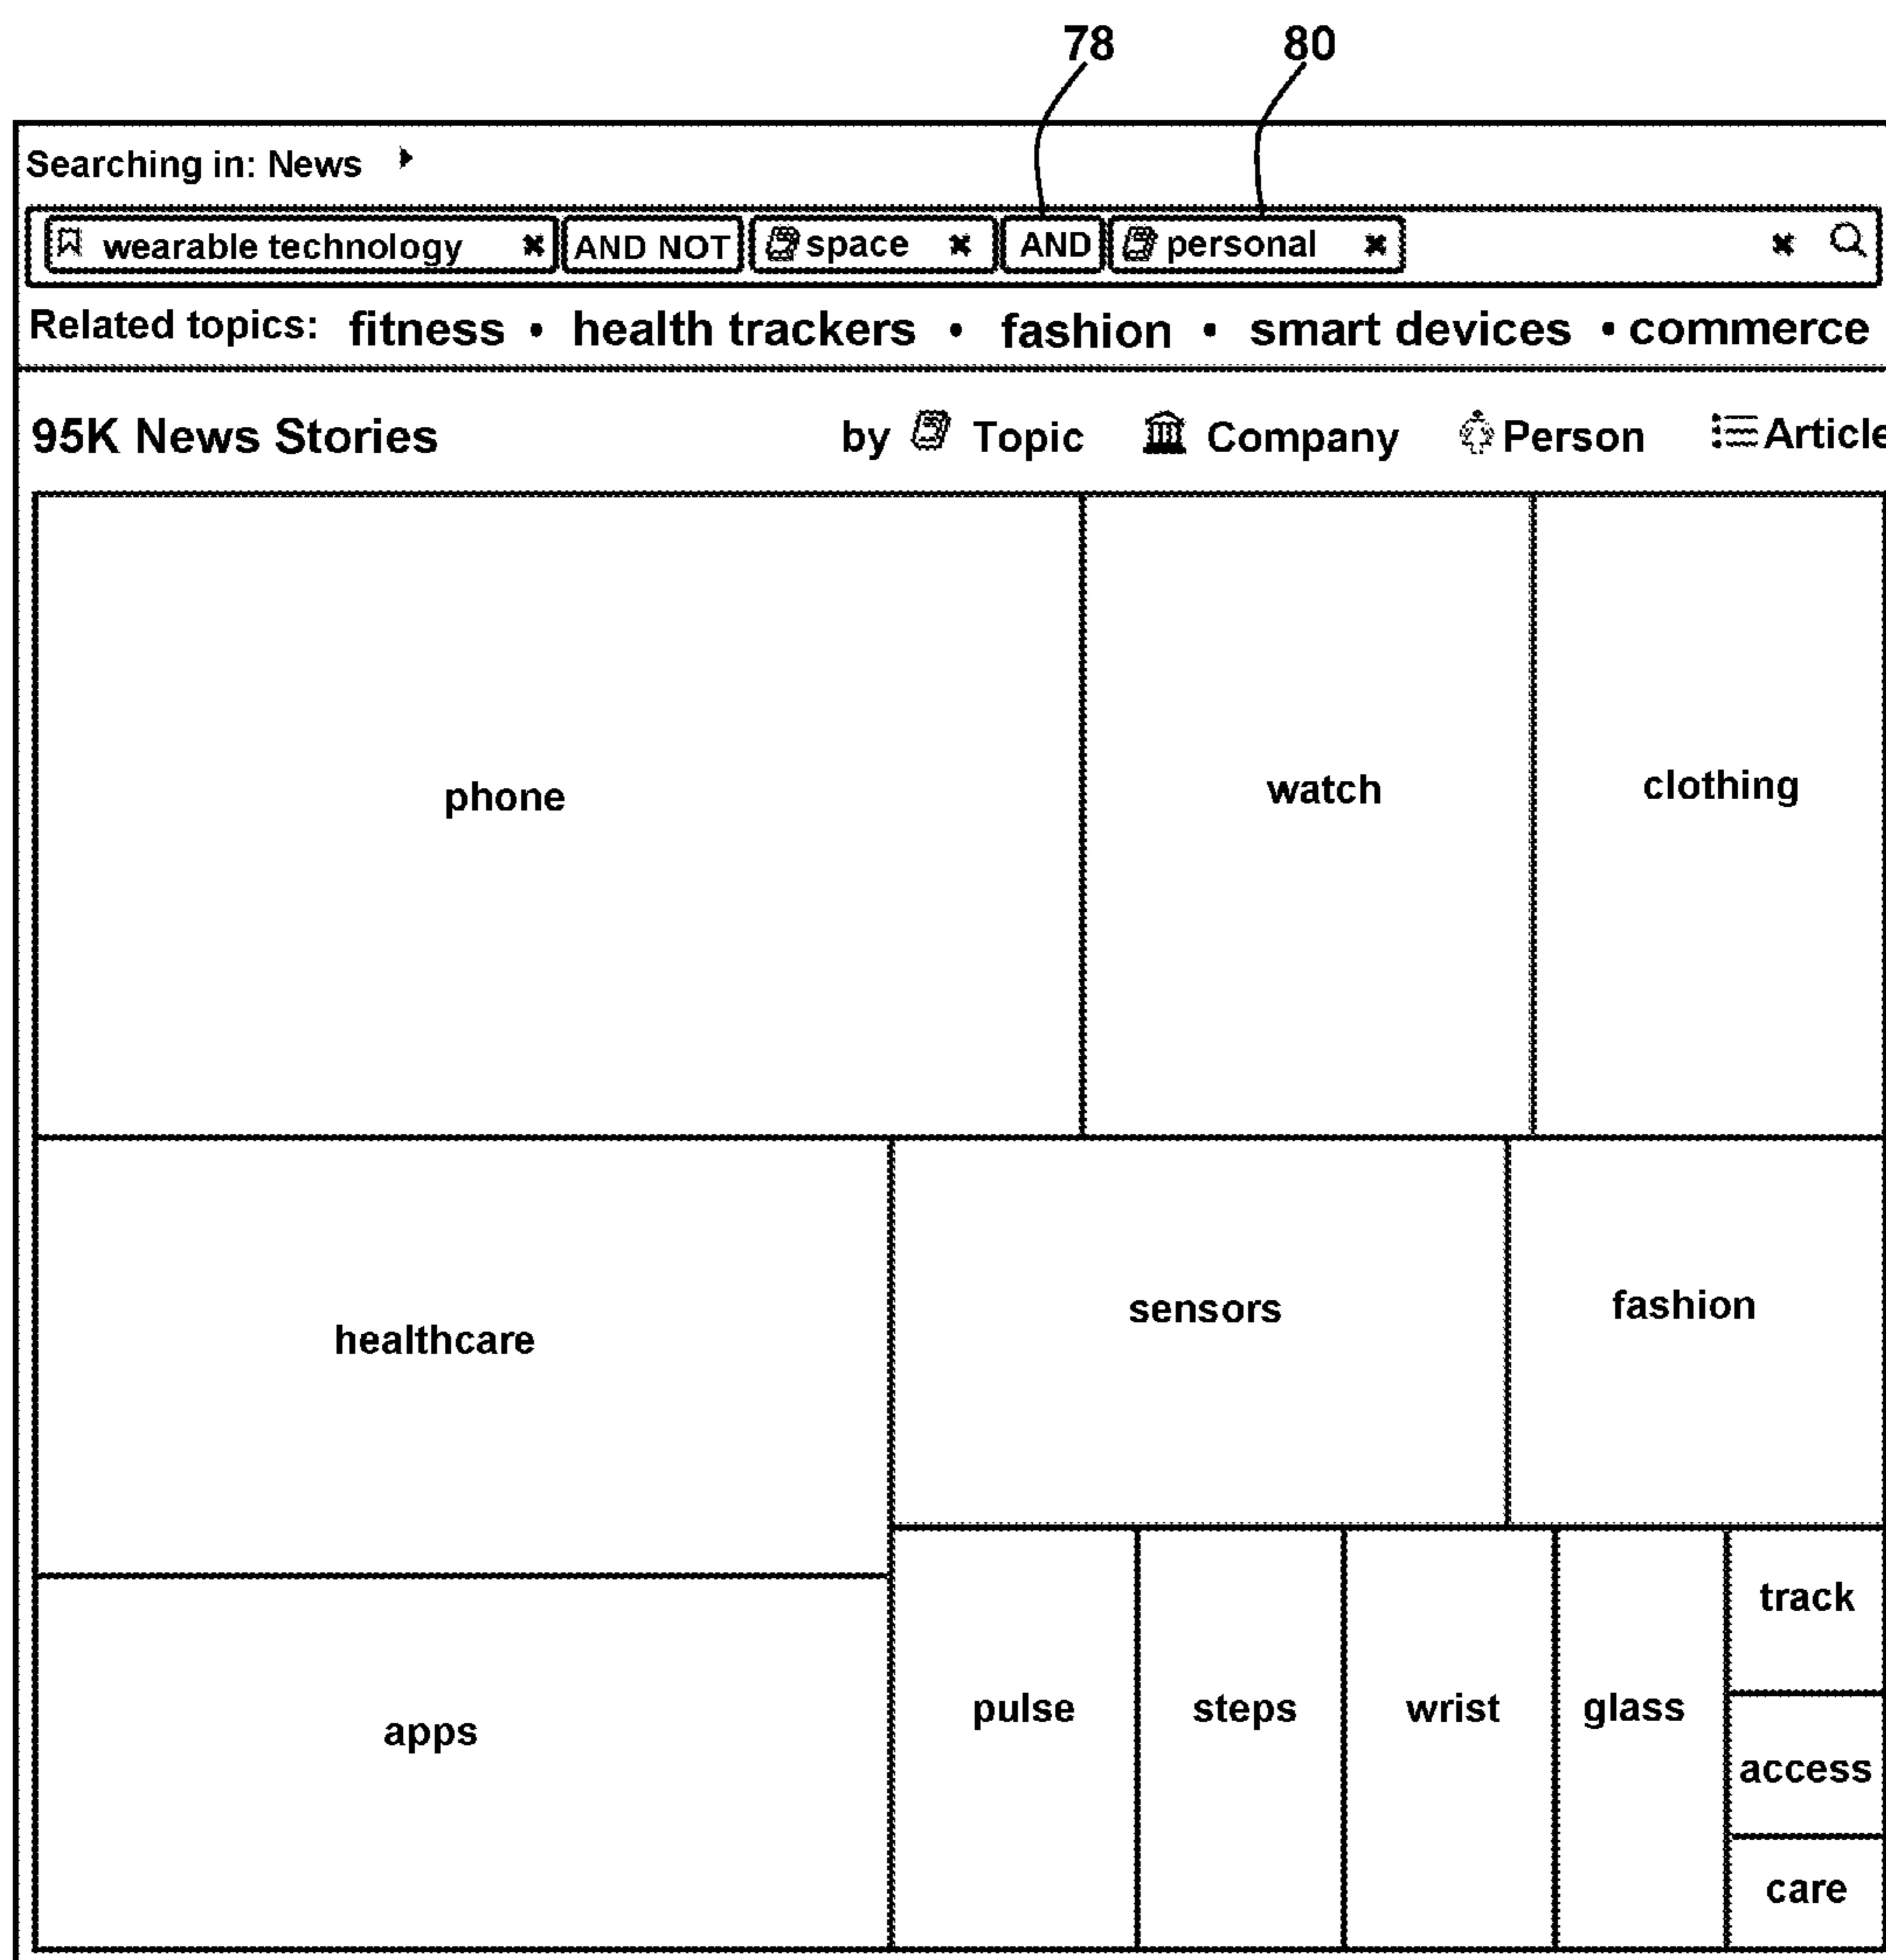 78 80
Searching in: News
wearable technology AND NOT space AND personal
Related topics: fitness • health trackers • fashion • smart devices • commerce
95K News Stories by Topic Company Person Article
phone watch clothing
healthcare sensors fashion
apps pulse steps wrist glass track
access
care